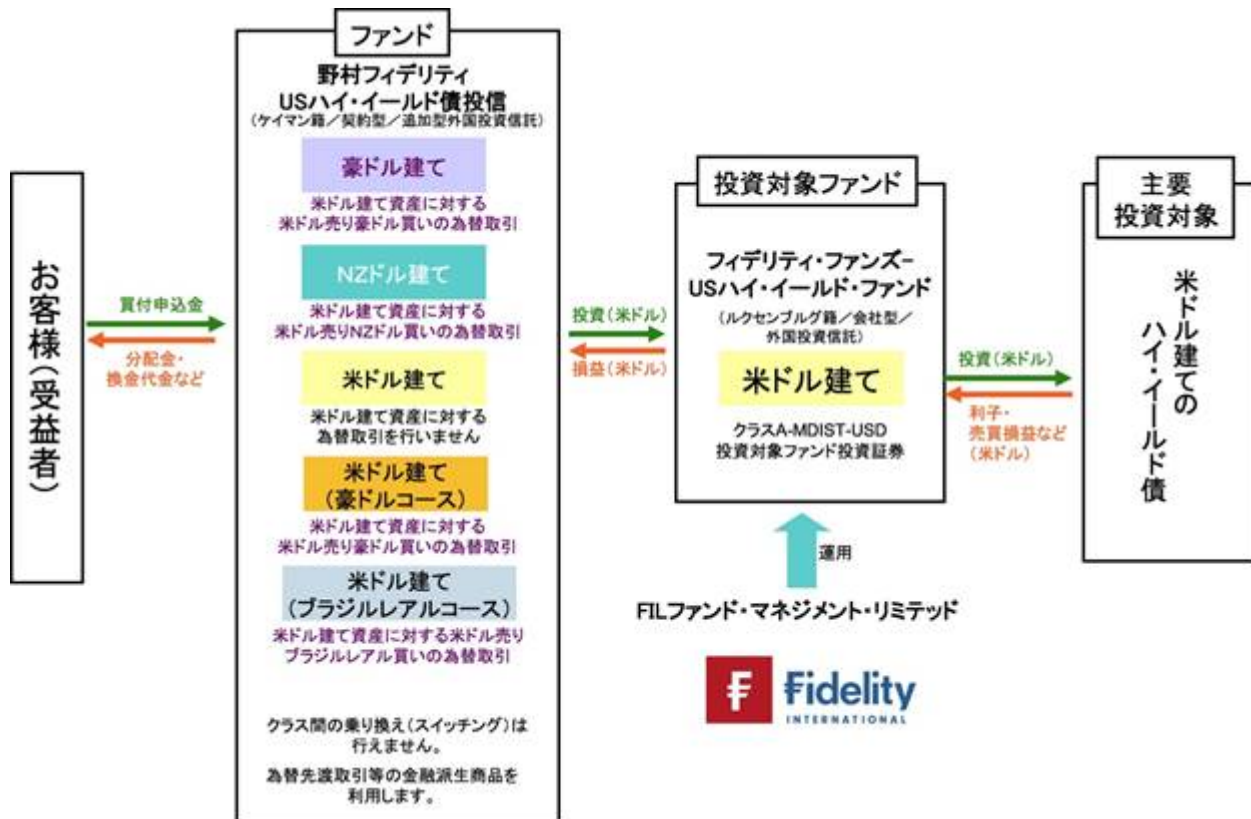 ファンド
野村フィデリティ
USハイ・イールド債投信
(ケイマン籍／契約型／追加型外国投資信託)
豪ドル建て
米ドル建て資産に対する
米ドル売り豪ドル買いの為替取引
NZドル建て
米ドル建て資産に対する
米ドル売りNZドル買いの為替取引
米ドル建て
米ドル建て資産に対する
為替取引を行いません
米ドル建て
(豪ドルコース)
米ドル建て資産に対する
米ドル売り豪ドル買いの為替取引
米ドル建て
(ブラジルレアルコース)
米ドル建て資産に対する米ドル売り
ブラジルレアル買いの為替取引
クラス間の乗り換え(スイッチング)は
行えません。
為替先渡取引等の金融派生商品を
利用します。
お客様(受益者)
買付申込金
分配金・
換金代金など
投資(米ドル)
損益(米ドル)
投資対象ファンド
フィデリティ・ファンズ－
USハイ・イールド・ファンド
(ルクセンブルグ籍／会社型／
外国投資信託)
米ドル建て
クラスA-MDIST-USD
投資対象ファンド投資証券
運用
FILファンド・マネジメント・リミテッド
Fidelity
INTERNATIONAL
投資(米ドル)
利子・
売買損益など
(米ドル)
主要
投資対象
米ドル建ての
ハイ・イールド債